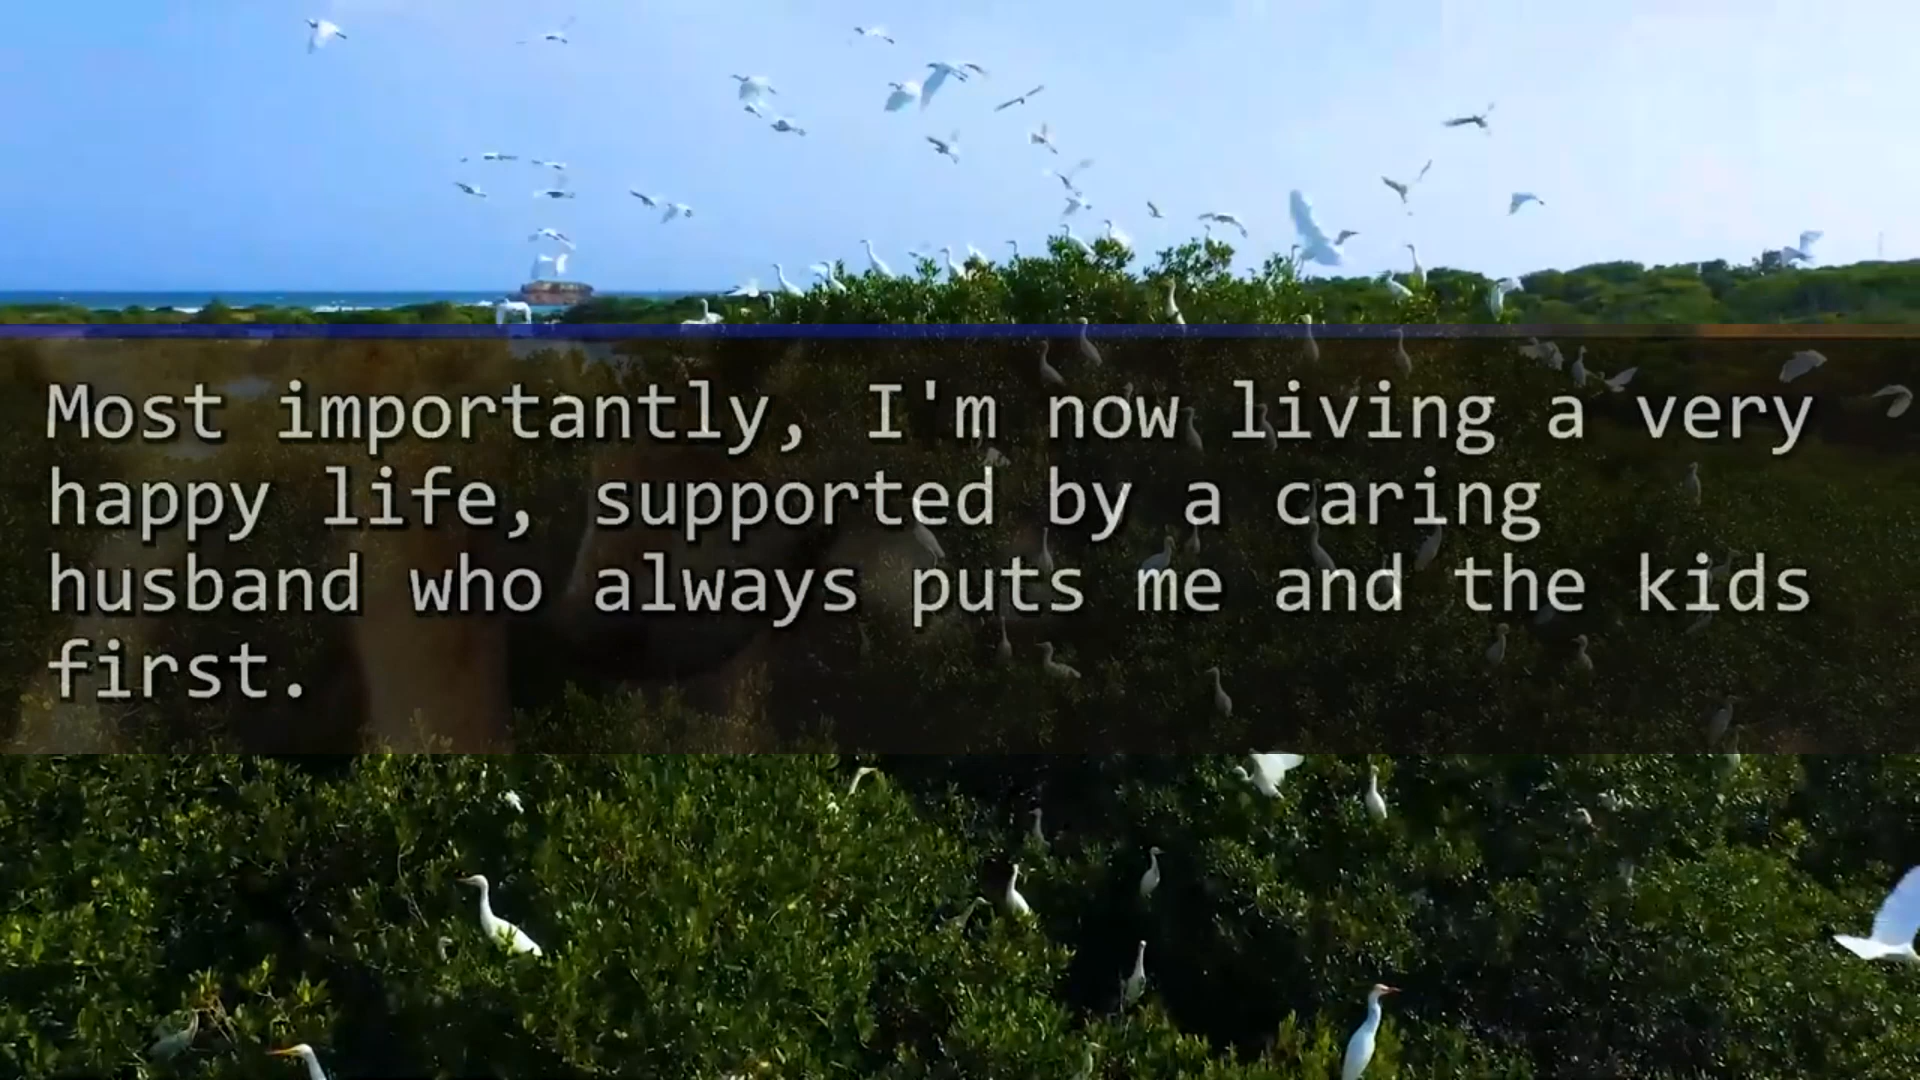 Most importantly, I'm now living a very
happy life, supported by a caring
husband who always puts me and the kids
first.